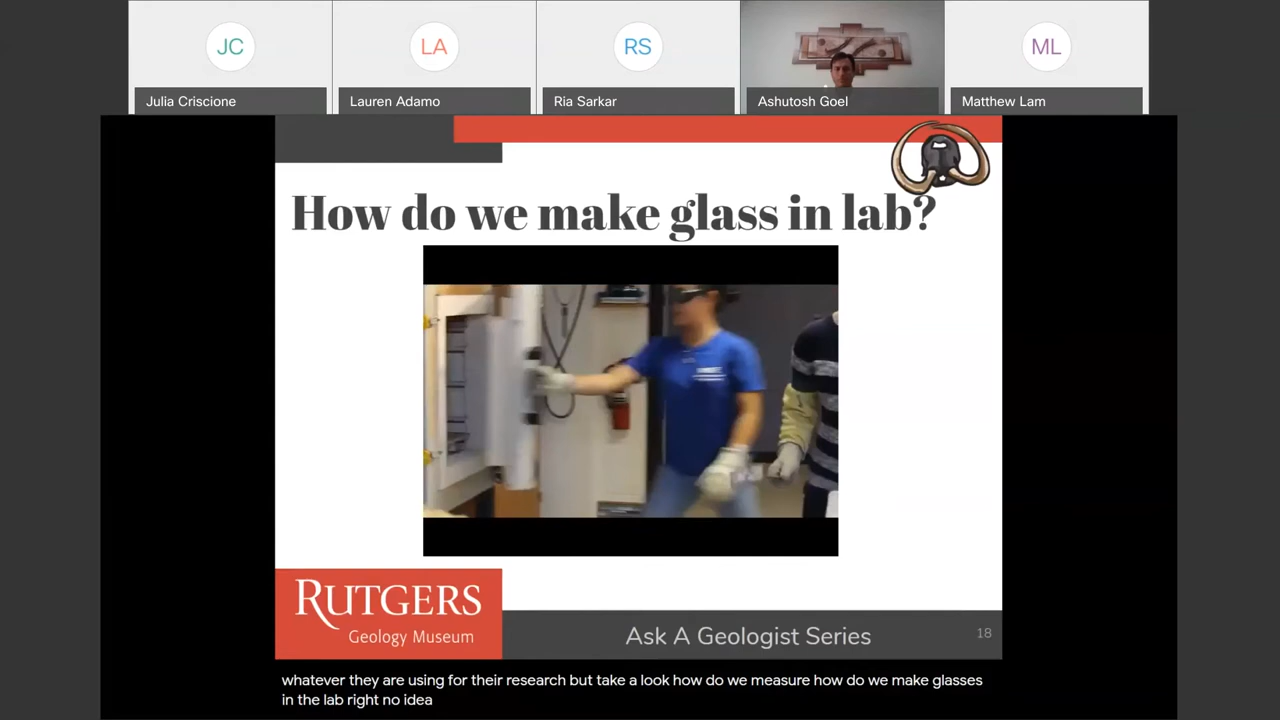 JC
LA
RS
ML
Julia Criscione
Lauren Adamo
Ria Sarkar
Ashutosh Goel
Matthew Lam
How do we make glass in lab?
RUTGERS
Geology Museum
Ask A Geologist Series
18
whatever they are using for their research but take a look how do we measure how do we make glasses
in the lab right no idea